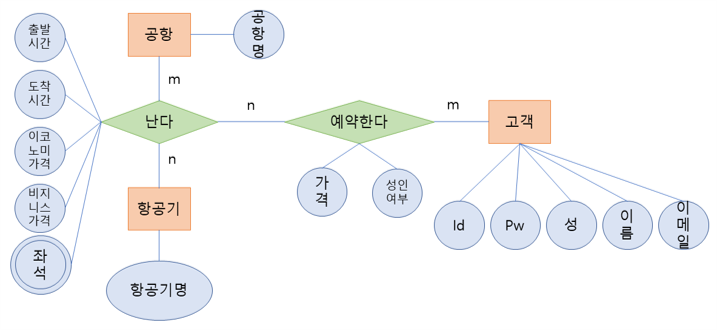 출발
시간
도착
시간
이코
노미
가격
비지
니스
가격
좌
석
공항
공
항
명
m
난다
n
항공기
항공기명
n
예약한다
가
격
성인
여부
m
고객
Id
Pw
성
이
름
이
메
일